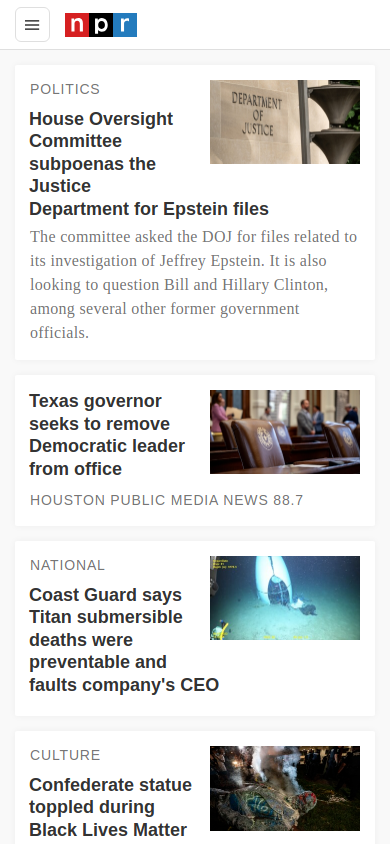 npr
POLITICS
House Oversight
Committee
subpoenas the
Justice
Department for Epstein files
DEPARTMENT
OF
JUSTICE
The committee asked the DOJ for files related to
its investigation of Jeffrey Epstein. It is also
looking to question Bill and Hillary Clinton,
among several other former government
officials.
Texas governor
seeks to remove
Democratic leader
from office
HOUSTON PUBLIC MEDIA NEWS 88.7
NATIONAL
Coast Guard says
Titan submersible
deaths were
preventable and
faults company's CEO
CULTURE
Confederate statue
toppled during
Black Lives Matter